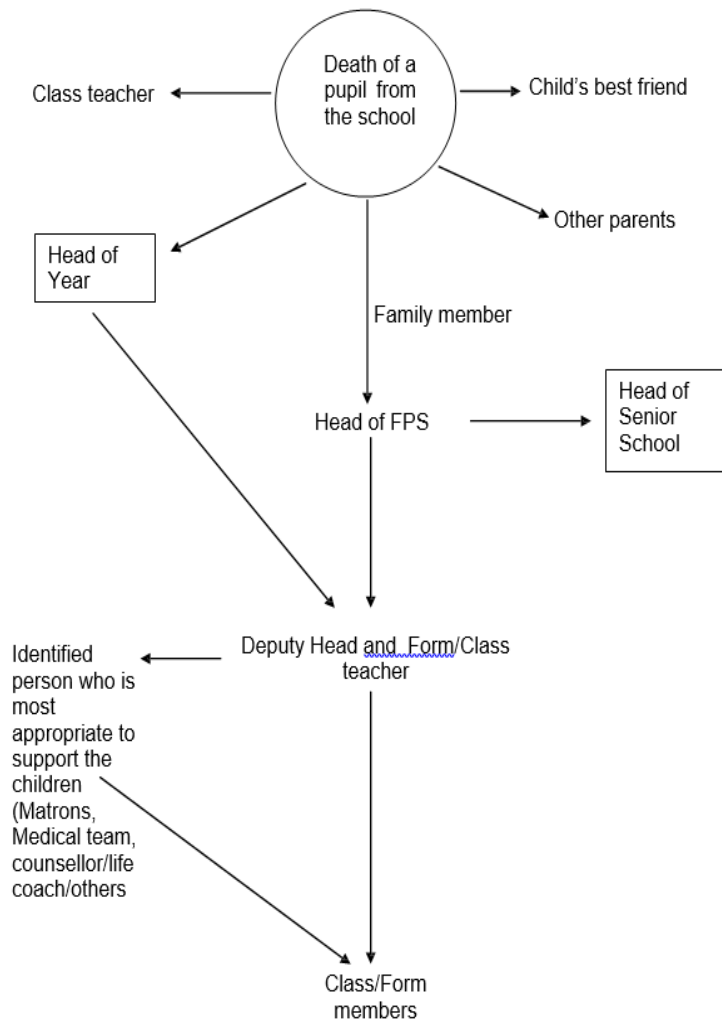 Death of a
pupil from
the school
Class teacher
Child's best friend
Other parents
Head of
Year
Family member
Head of FPS
Head of
Senior
School
Deputy Head and Form/Class
teacher
Identified
person who is
most
appropriate to
support the
children
(Matrons,
Medical team,
counsellor/life
coach/others
Class/Form
members